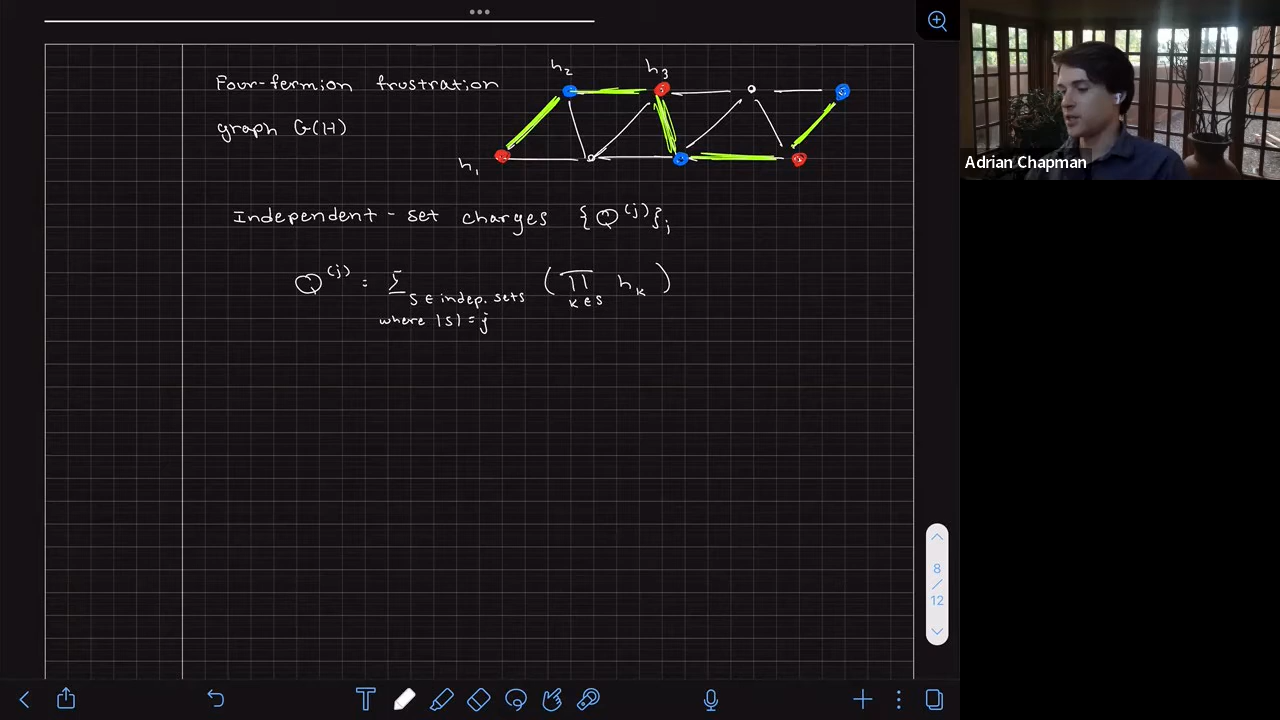 Four-fermion frustration
graph G(H)
h₂
h₃
h₁
Independent-set charges {Q⁽ʲ⁾}ⱼ
Q⁽ʲ⁾ = Σ S ∈ indep. sets where |S| = j ( ∏ k ∈ S hₖ )
Adrian Chapman
8
/
12
T